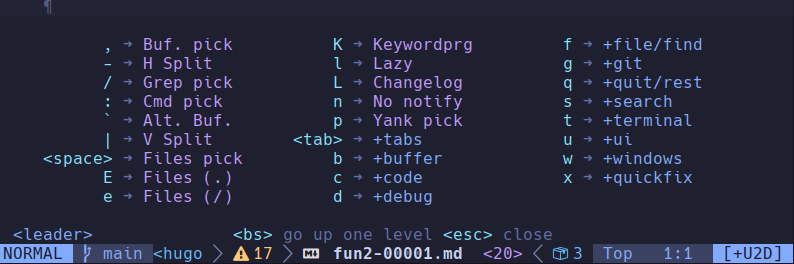 ¶
, → Buf. pick K → Keywordprg f → +file/find
- → H Split l → Lazy g → +git
/ → Grep pick L → Changelog q → +quit/rest
: → Cmd pick n → No notify s → +search
` → Alt. Buf. p → Yank pick t → +terminal
| → V Split <tab> → +tabs u → +ui
<space> → Files pick b → +buffer w → +windows
E → Files (.) c → +code x → +quickfix
e → Files (/) d → +debug
<leader> <bs> go up one level <esc> close
NORMAL main <hugo 17 fun2-00001.md <20> 3 Top 1:1 [+U2D]